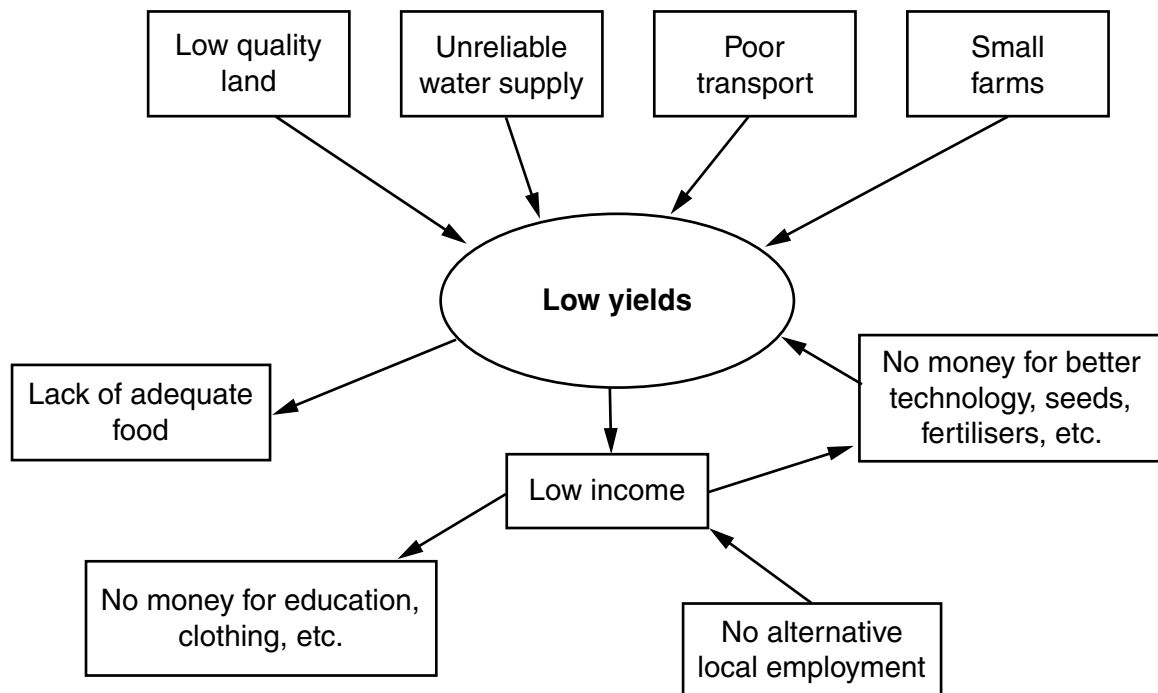 Low quality
land
Unreliable
water supply
Poor
transport
Small
farms
Low yields
Lack of adequate
food
No money for better
technology, seeds,
fertilisers, etc.
Low income
No money for education,
clothing, etc.
No alternative
local employment